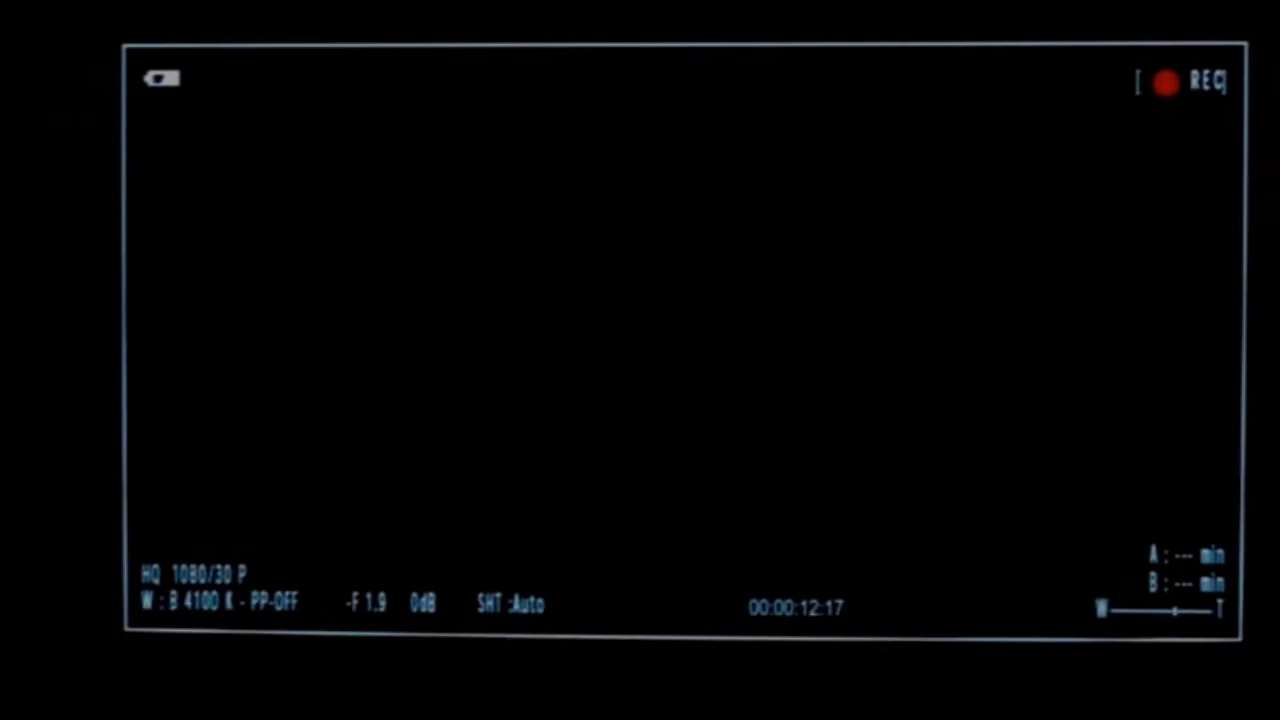 [ REC]
HQ 1080/30 P
W : B 4100 K - PP-OFF -F 1.9 0dB SHT :Auto
00:00:12:17
A : --- min
B : --- min
W T